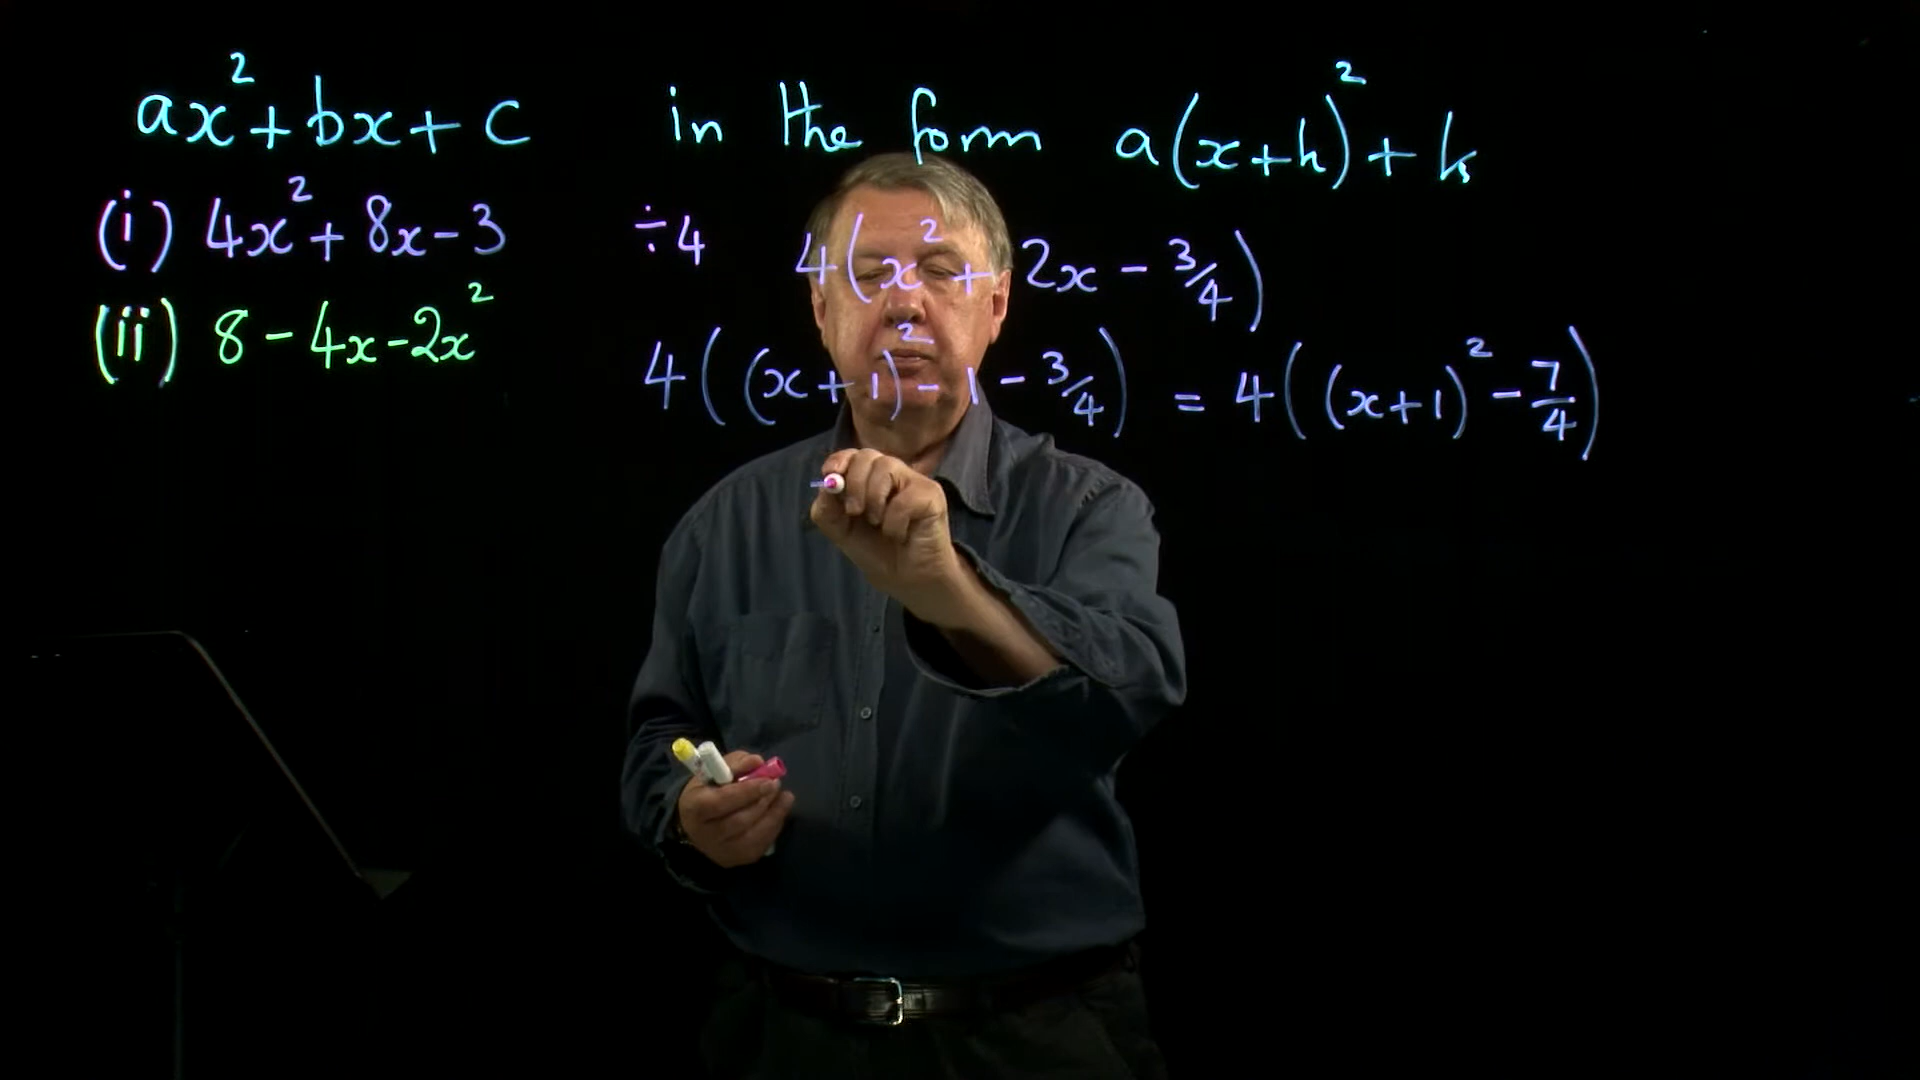 ax²+bx+c in the form a(x+h)²+k
(i) 4x²+8x-3 ÷4 4(x²+2x-3/4)
(ii) 8-4x-2x²
4((x+1)²-1-3/4) = 4((x+1)²-7/4)